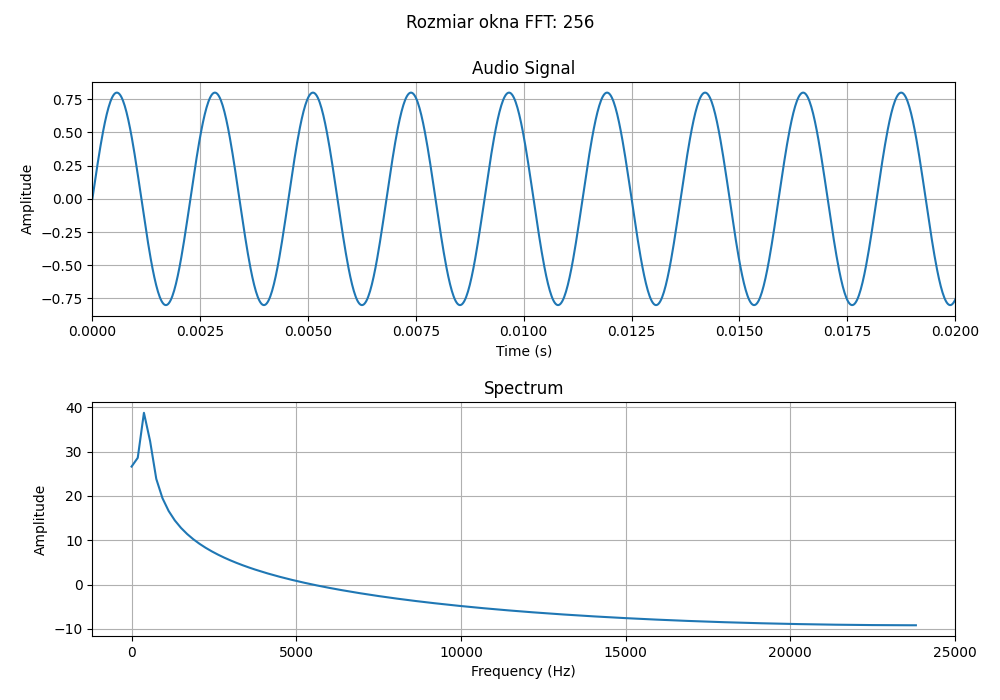 Rozmiar okna FFT: 256
Audio Signal
Amplitude
0.75
0.50
0.25
0.00
−0.25
−0.50
−0.75
0.0000 0.0025 0.0050 0.0075 0.0100 0.0125 0.0150 0.0175 0.0200
Time (s)
Spectrum
Amplitude
40
30
20
10
0
−10
0 5000 10000 15000 20000 25000
Frequency (Hz)